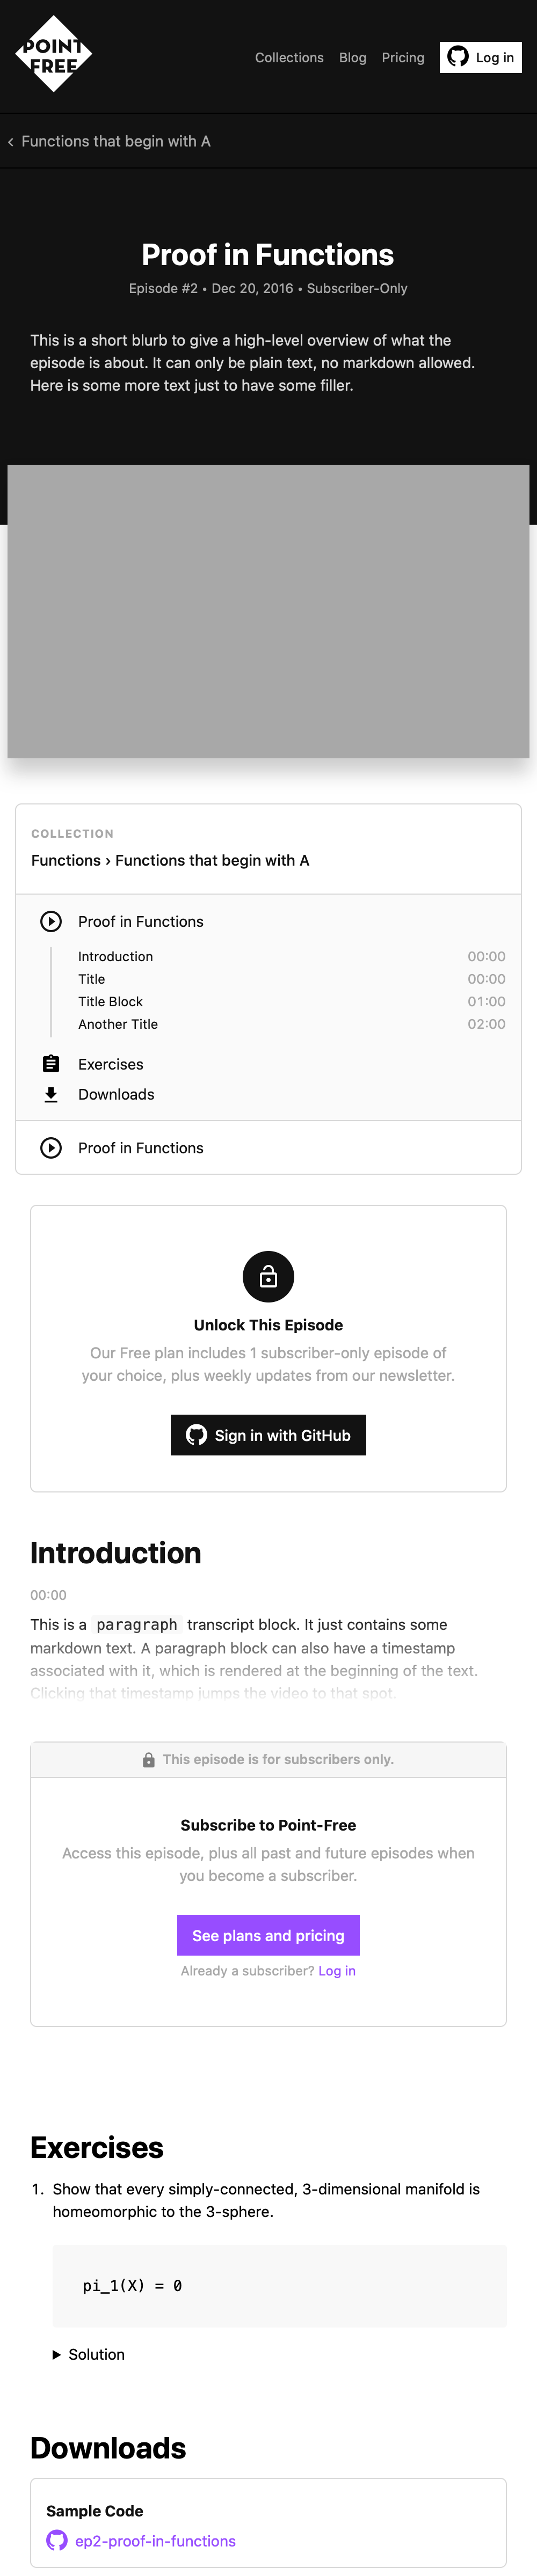 POINT
FREE
Collections Blog Pricing Log in
‹ Functions that begin with A
Proof in Functions
Episode #2 • Dec 20, 2016 • Subscriber-Only
This is a short blurb to give a high-level overview of what the
episode is about. It can only be plain text, no markdown allowed.
Here is some more text just to have some filler.
COLLECTION
Functions › Functions that begin with A
Proof in Functions
Introduction 00:00
Title 00:00
Title Block 01:00
Another Title 02:00
Exercises
Downloads
Proof in Functions
Unlock This Episode
Our Free plan includes 1 subscriber-only episode of
your choice, plus weekly updates from our newsletter.
Sign in with GitHub
Introduction
00:00
This is a paragraph transcript block. It just contains some
markdown text. A paragraph block can also have a timestamp
associated with it, which is rendered at the beginning of the text.
Clicking that timestamp jumps the video to that spot.
This episode is for subscribers only.
Subscribe to Point-Free
Access this episode, plus all past and future episodes when
you become a subscriber.
See plans and pricing
Already a subscriber? Log in
Exercises
1. Show that every simply-connected, 3-dimensional manifold is
homeomorphic to the 3-sphere.
pi_1(X) = 0
Solution
Downloads
Sample Code
ep2-proof-in-functions